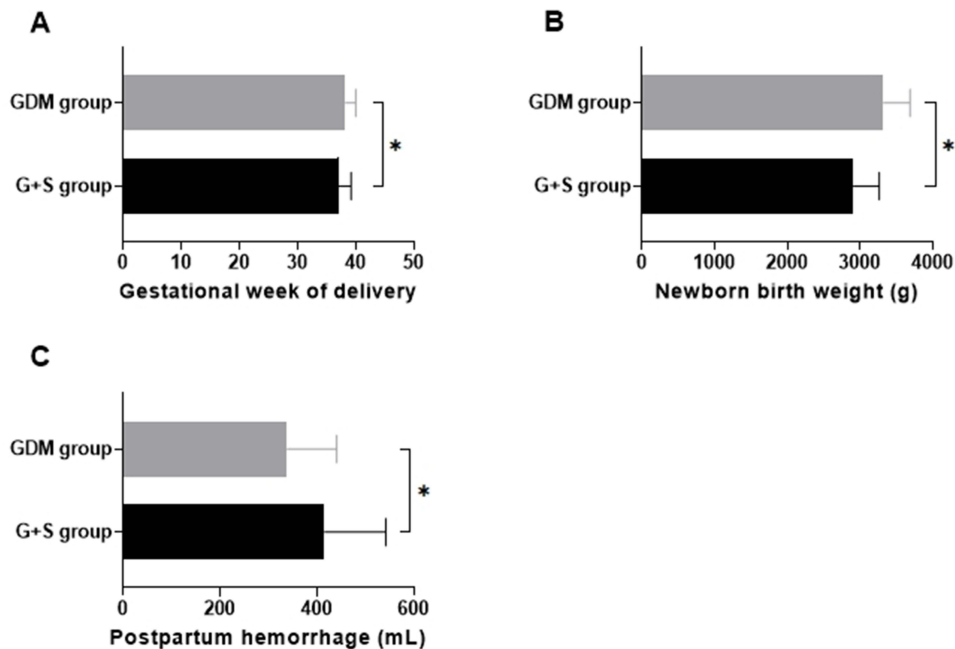 A
GDM group
G+S group
*
0 10 20 30 40 50
Gestational week of delivery
B
GDM group
G+S group
*
0 1000 2000 3000 4000
Newborn birth weight (g)
C
GDM group
G+S group
*
0 200 400 600
Postpartum hemorrhage (mL)